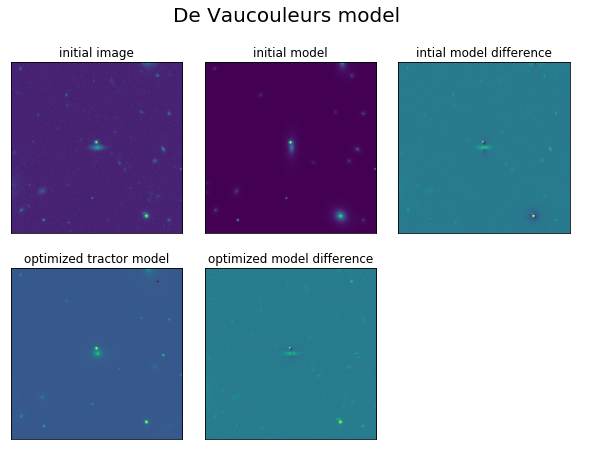 De Vaucouleurs model
initial image
initial model
intial model difference
optimized tractor model
optimized model difference